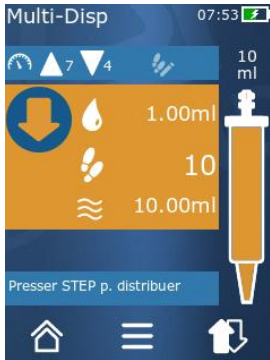 Multi-Disp 07:53
7 4
10 ml
1.00ml
10
10.00ml
Presser STEP p. distribuer